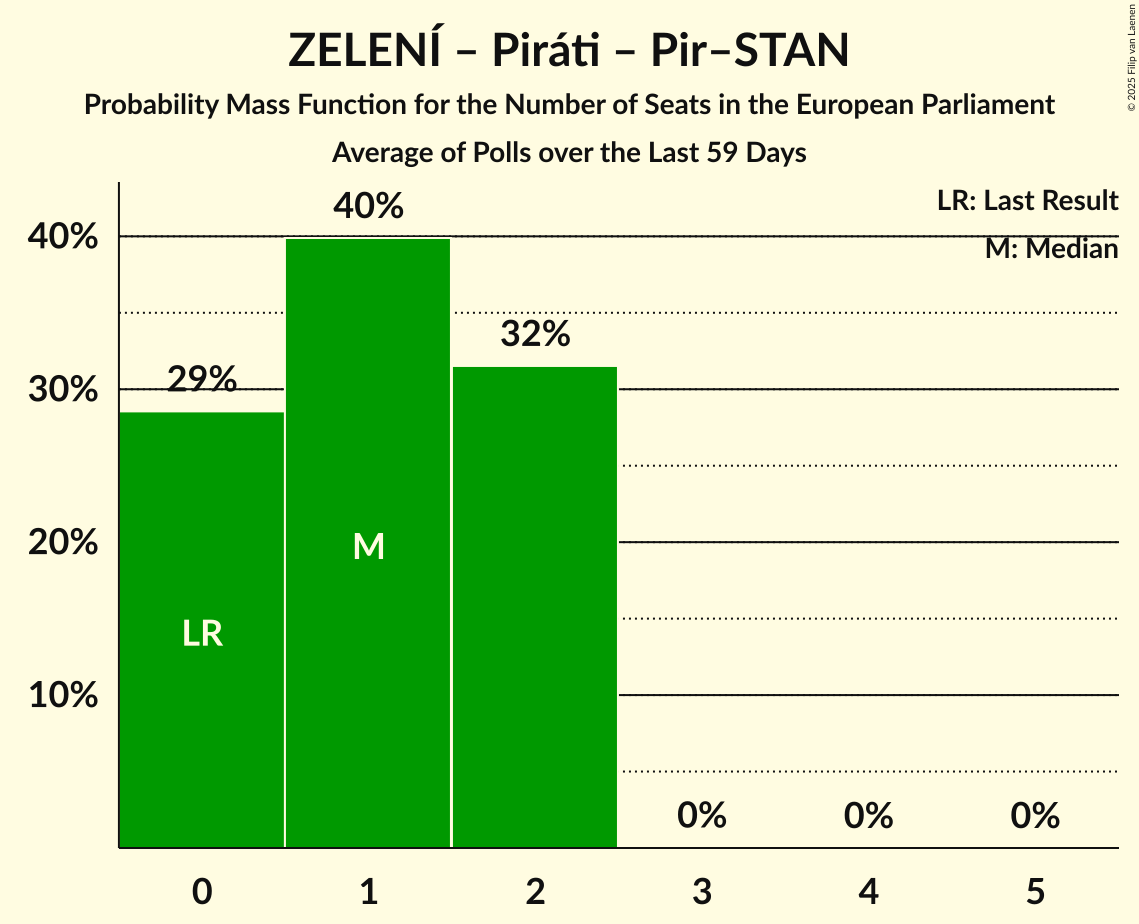 ZELENÍ – Piráti – Pir–STAN
Probability Mass Function for the Number of Seats in the European Parliament
Average of Polls over the Last 59 Days
© 2025 Filip van Laenen
LR: Last Result
M: Median
40%
30%
20%
10%
29%
40%
32%
0%
0%
0%
LR
M
0
1
2
3
4
5